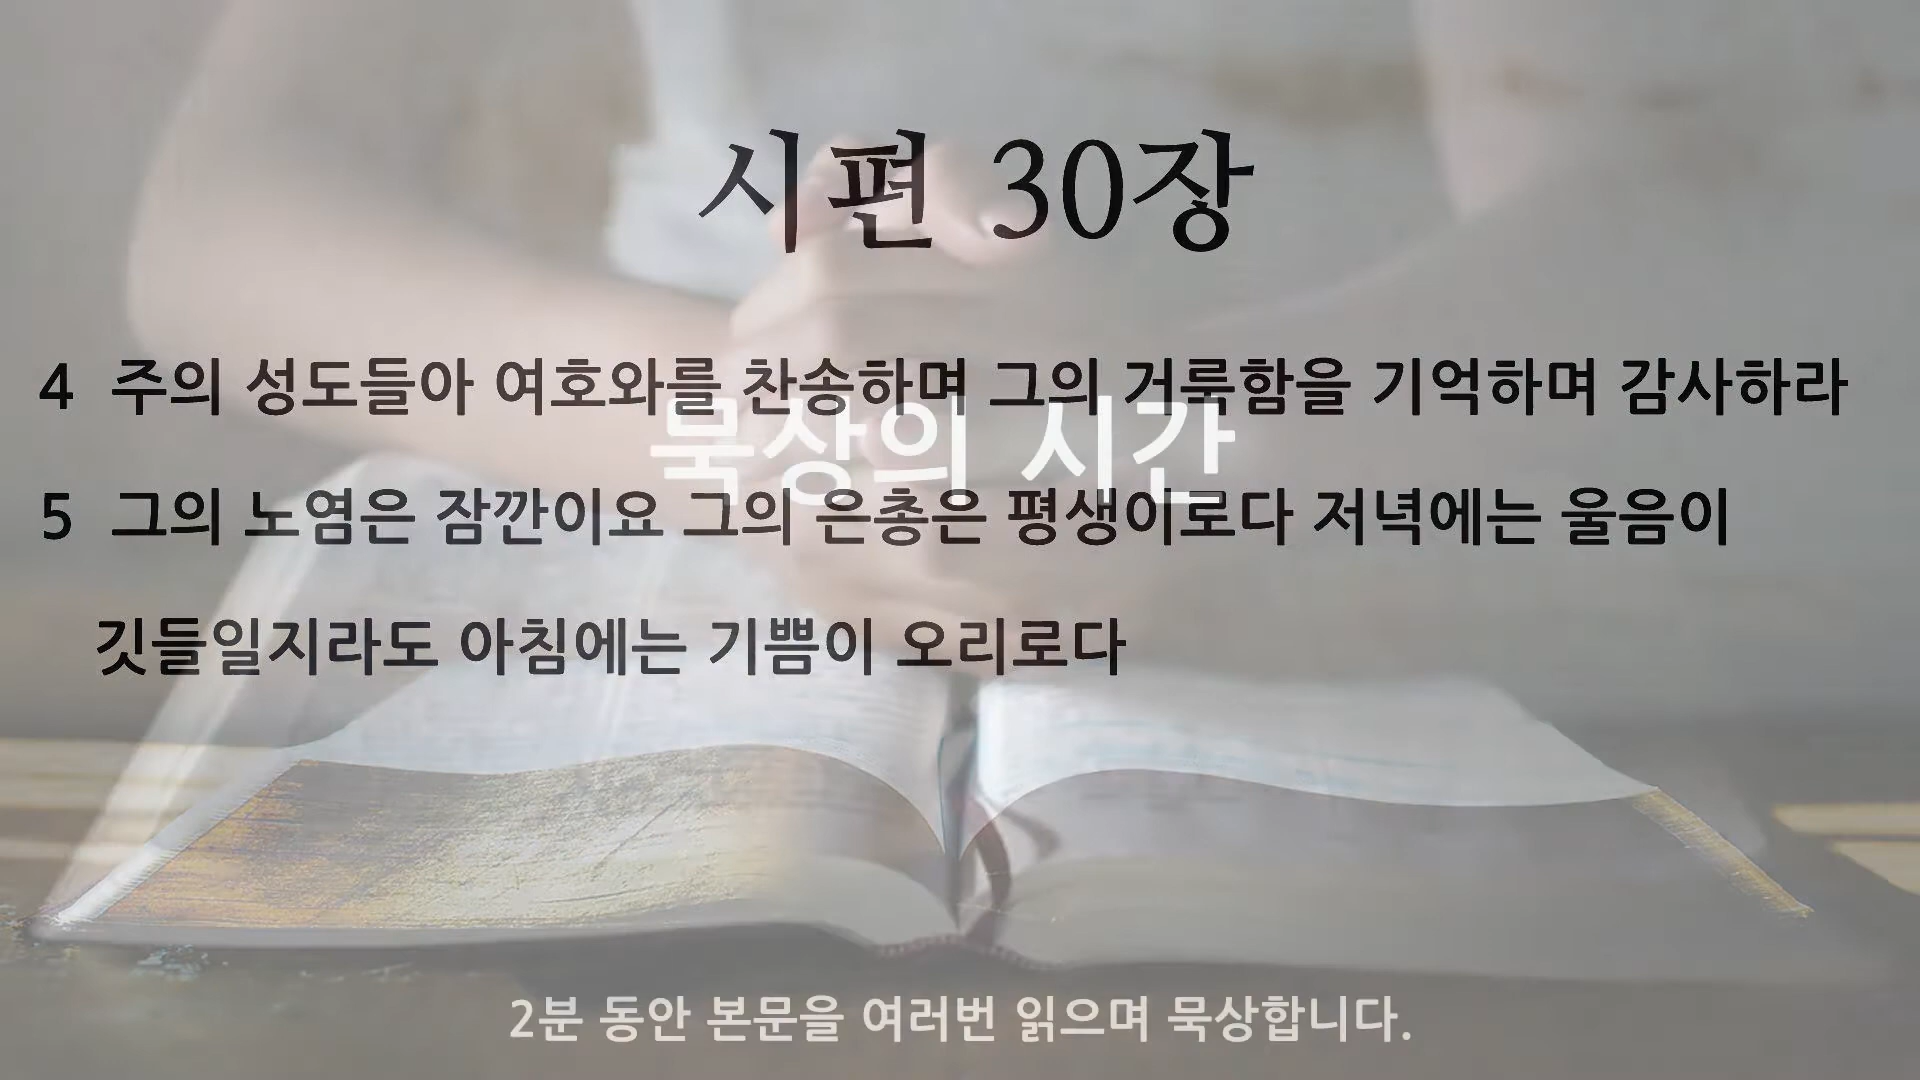 시편 30장
4 주의 성도들아 여호와를 찬송하며 그의 거룩함을 기억하며 감사하라
묵상의 시간
5 그의 노염은 잠깐이요 그의 은총은 평생이로다 저녁에는 울음이
깃들일지라도 아침에는 기쁨이 오리로다
2분 동안 본문을 여러번 읽으며 묵상합니다.